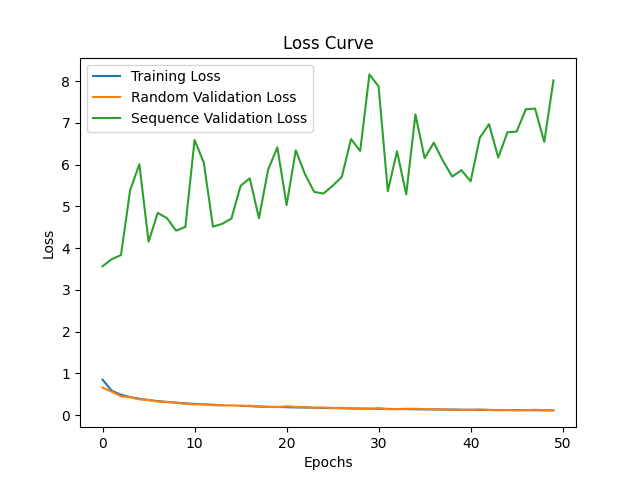 Loss Curve
Training Loss
Random Validation Loss
Sequence Validation Loss
8
7
6
5
4
3
2
1
0
Loss
0 10 20 30 40 50
Epochs